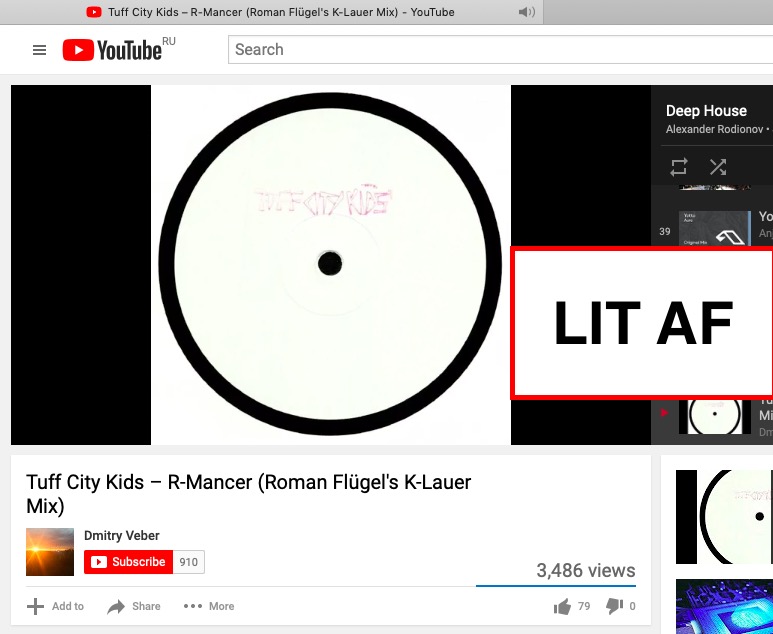 Tuff City Kids – R-Mancer (Roman Flügel's K-Lauer Mix) - YouTube
YouTube RU
Search
TUFF CITY KIDS
Deep House
Alexander Rodionov •
39
Yotto
Aura
Original Mix
Yo
An
LIT AF
Tu
Mi
Dm
Tuff City Kids – R-Mancer (Roman Flügel's K-Lauer
Mix)
Dmitry Veber
Subscribe 910
3,486 views
Add to Share More
79 0